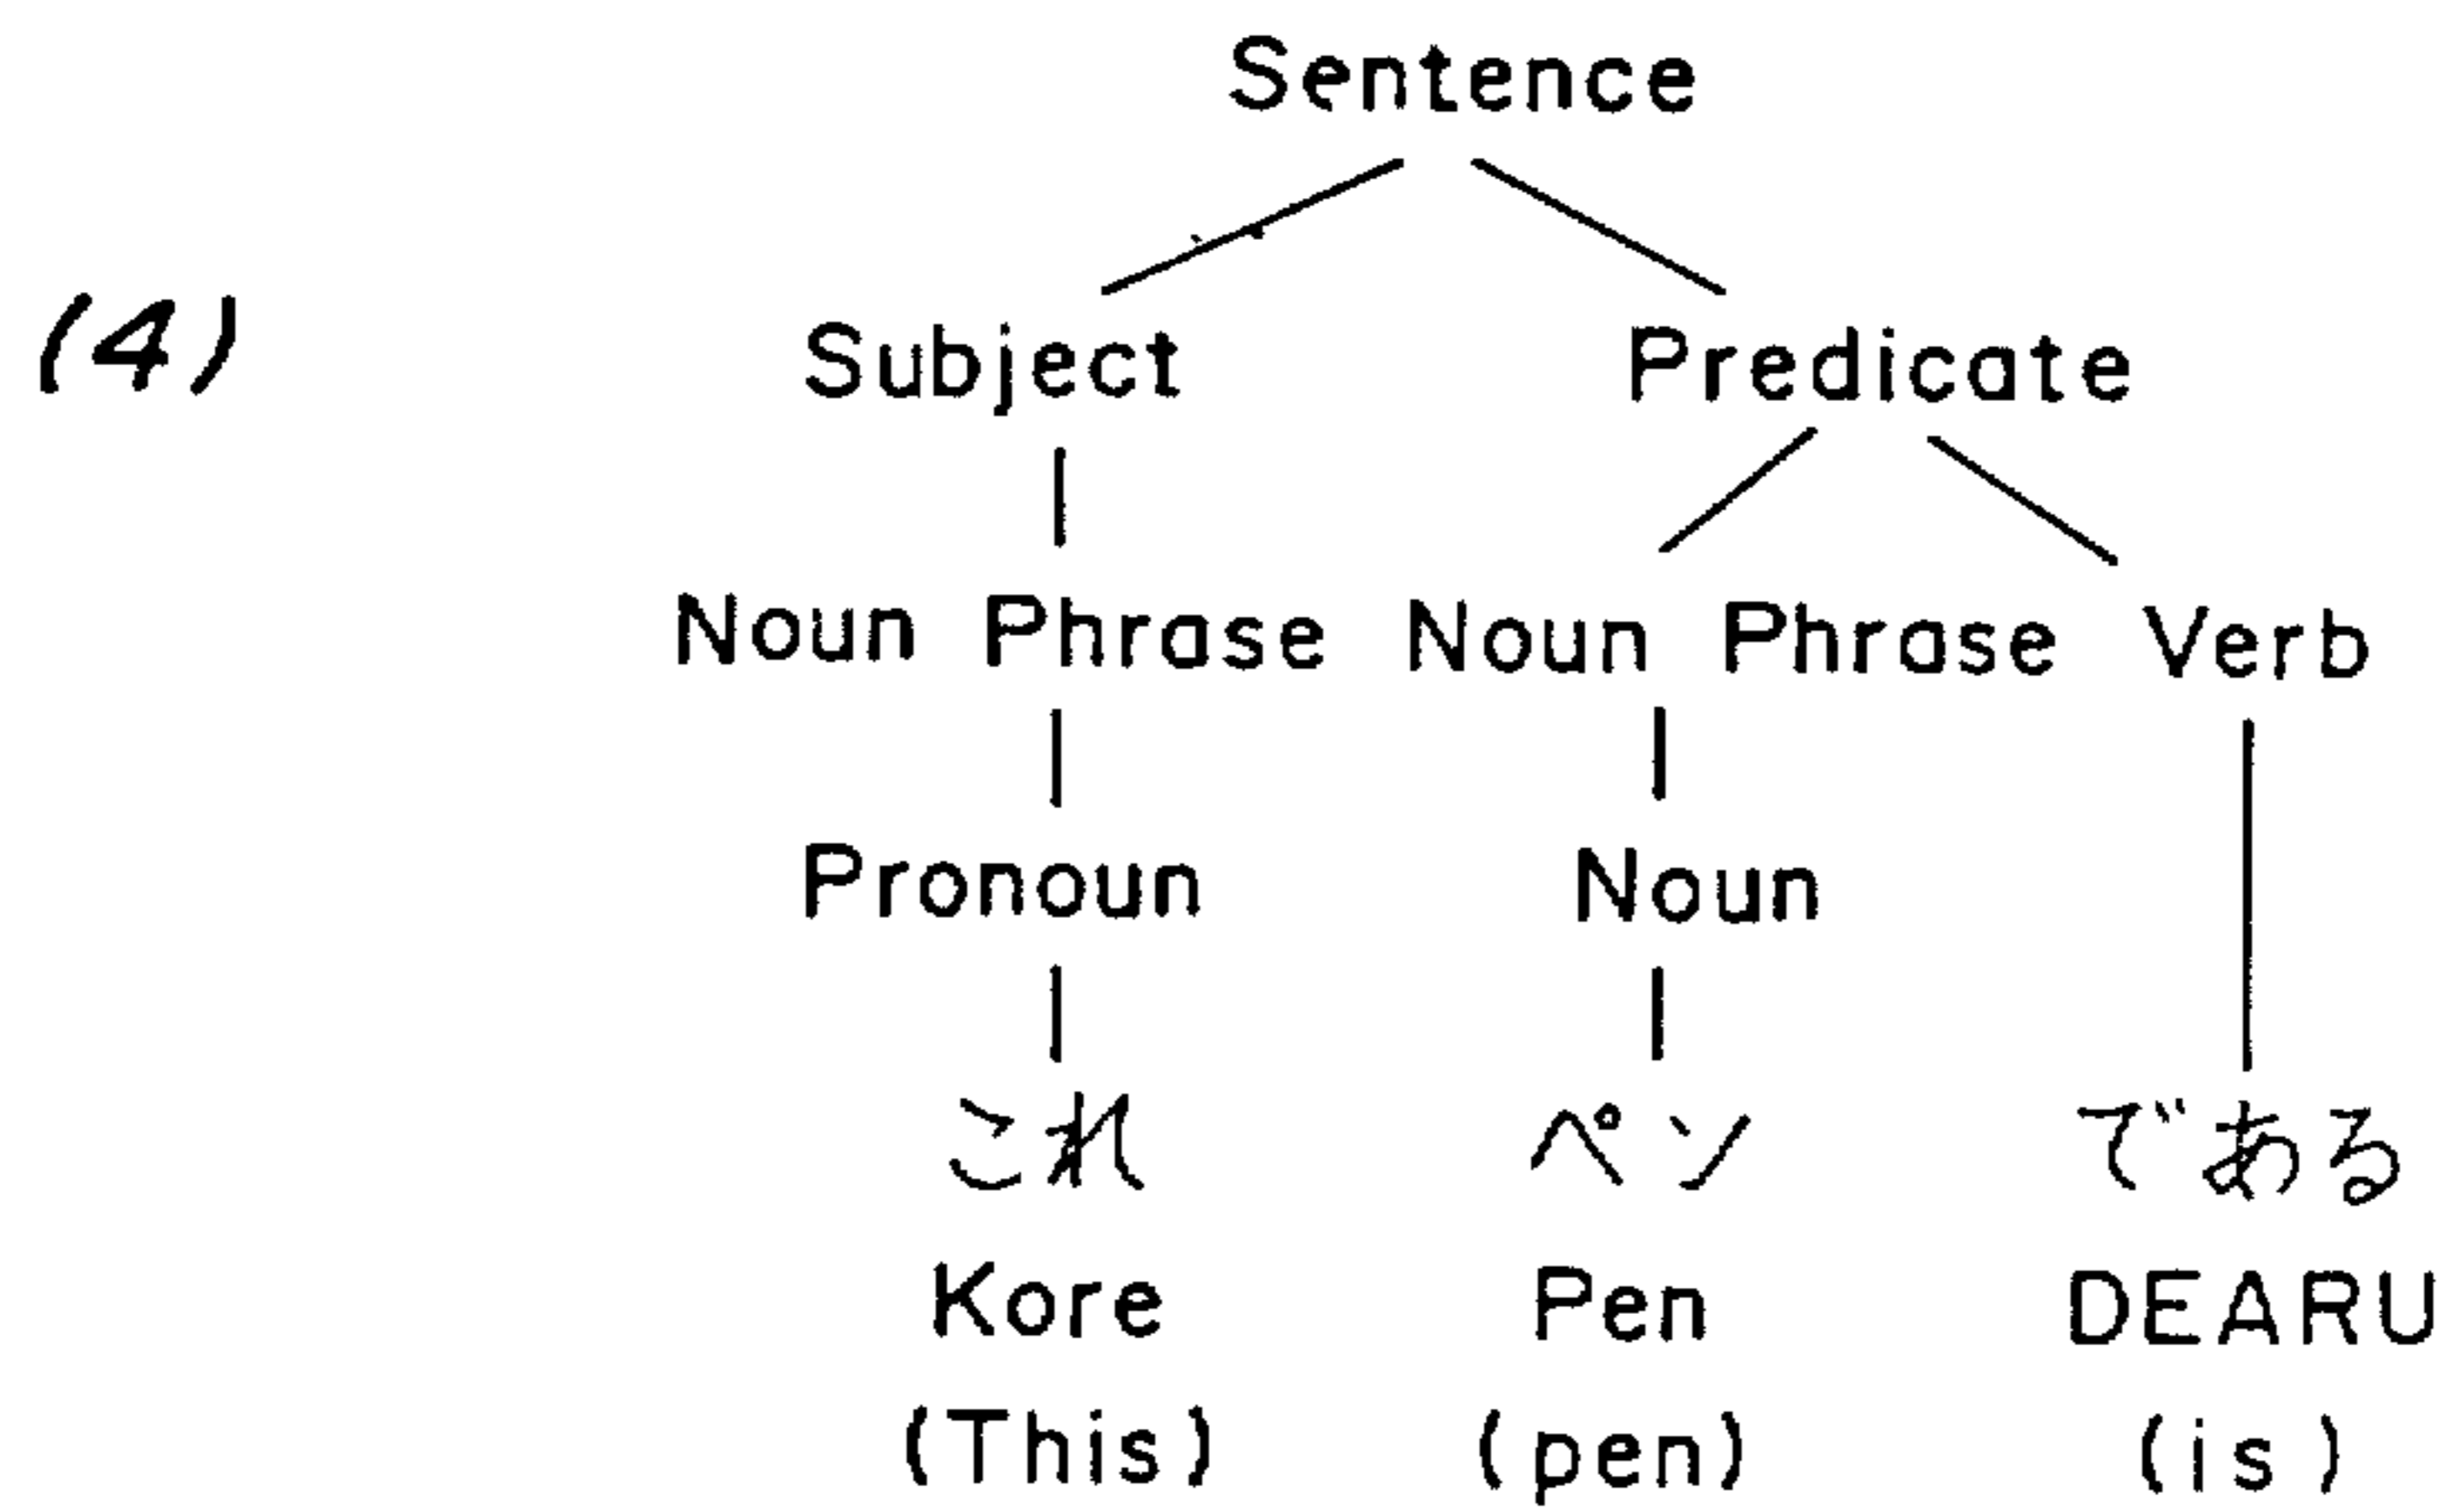 Sentence
(4) Subject Predicate
Noun Phrase Noun Phrase Verb
Pronoun Noun
これ ペン である
Kore Pen DEARU
(This) (pen) (is)